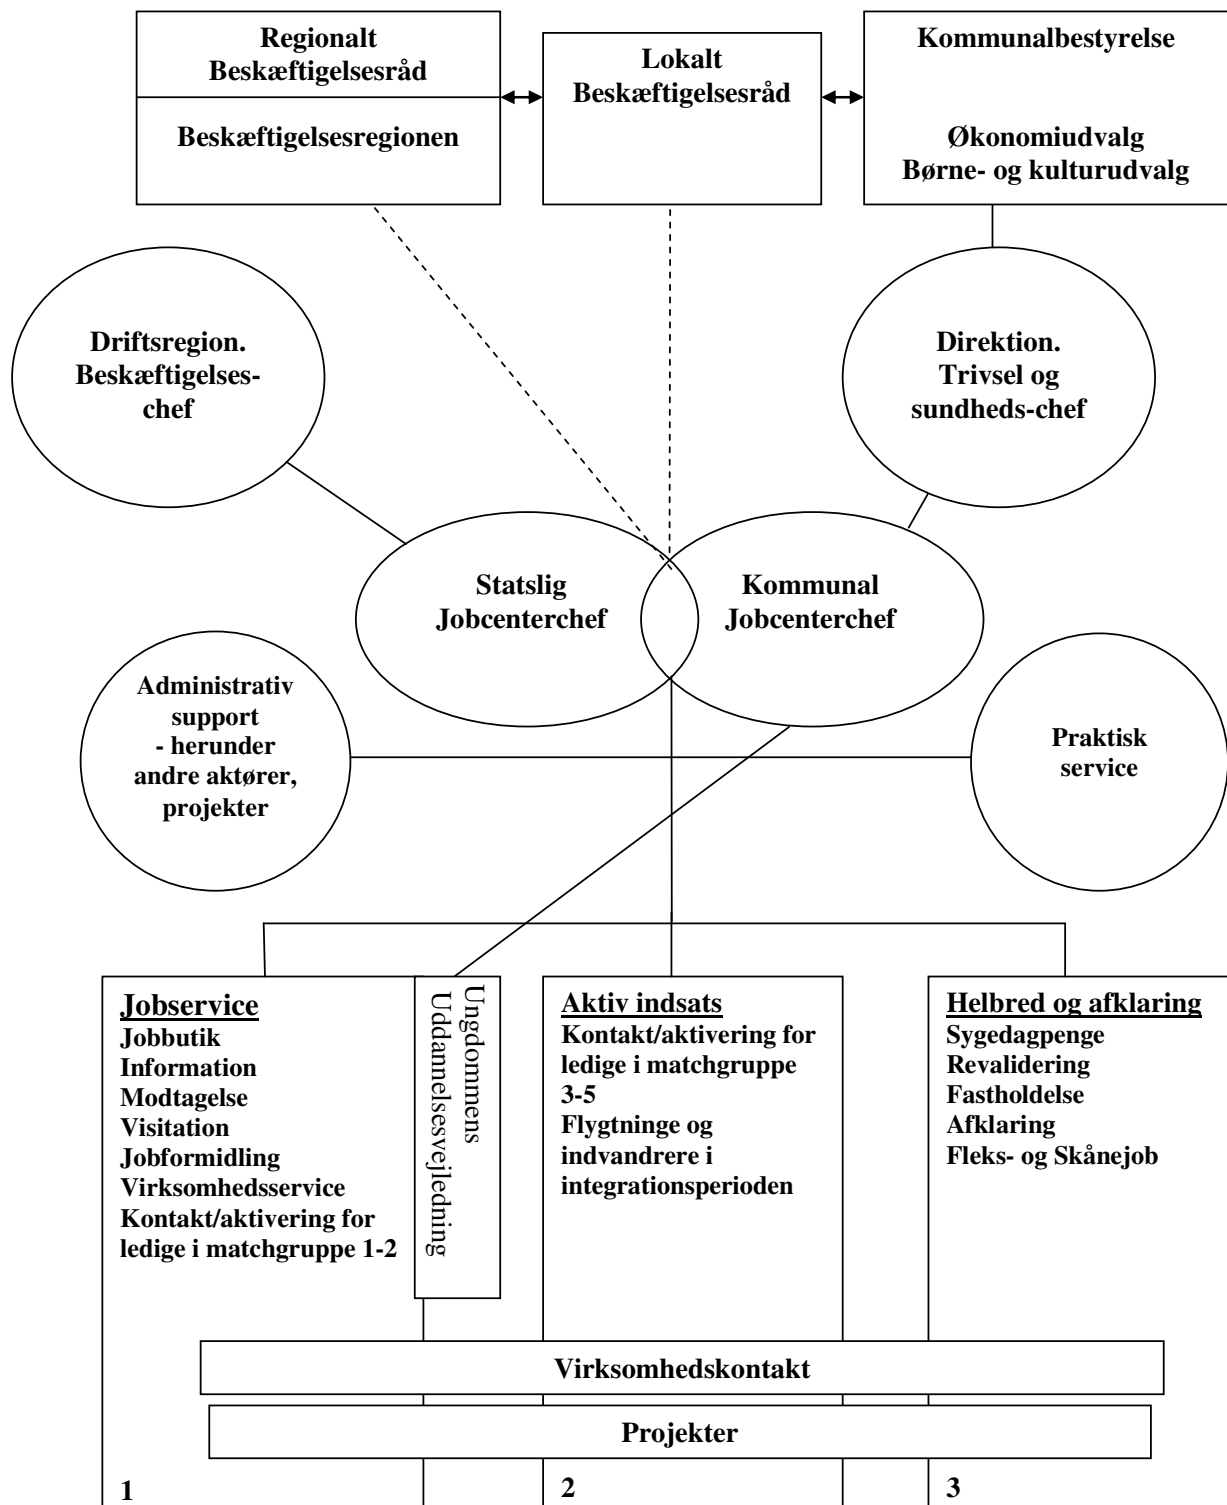 Regionalt
Beskæftigelsesråd
Beskæftigelsesregionen
Lokalt
Beskæftigelsesråd
Kommunalbestyrelse
Økonomiudvalg
Børne- og kulturudvalg
Driftsregion.
Beskæftigelses-
chef
Direktion.
Trivsel og
sundheds-chef
Statslig
Jobcenterchef
Kommunal
Jobcenterchef
Administrativ
support
- herunder
andre aktører,
projekter
Praktisk
service
Jobservice
Jobbutik
Information
Modtagelse
Visitation
Jobformidling
Virksomhedsservice
Kontakt/aktivering for
ledige i matchgruppe 1-2
Ungdommens
Uddannelsesvejledning
Aktiv indsats
Kontakt/aktivering for
ledige i matchgruppe
3-5
Flygtninge og
indvandrere i
integrationsperioden
Helbred og afklaring
Sygedagpenge
Revalidering
Fastholdelse
Afklaring
Fleks- og Skånejob
Virksomhedskontakt
Projekter
1
2
3